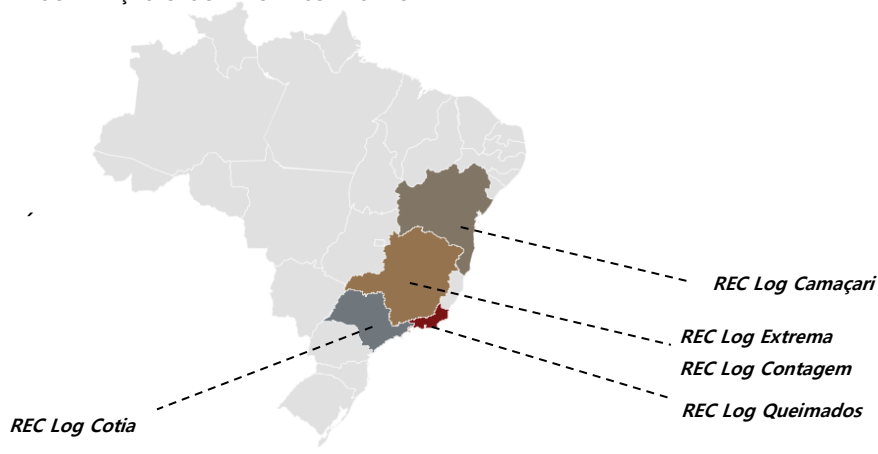 REC Log Camaçari
REC Log Extrema
REC Log Contagem
REC Log Queimados
REC Log Cotia